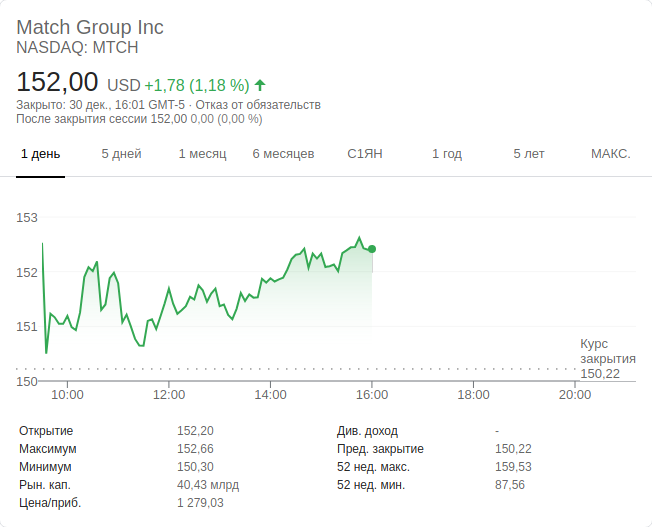 Match Group Inc
NASDAQ: MTCH
152,00 USD +1,78 (1,18 %)
Закрыто: 30 дек., 16:01 GMT-5 · Отказ от обязательств
После закрытия сессии 152,00 0,00 (0,00 %)
1 день 5 дней 1 месяц 6 месяцев С1ЯН 1 год 5 лет МАКС.
153
152
151
150
Курс
закрытия
150,22
10:00 12:00 14:00 16:00 18:00 20:00
Открытие 152,20 Див. доход -
Максимум 152,66 Пред. закрытие 150,22
Минимум 150,30 52 нед. макс. 159,53
Рын. кап. 40,43 млрд 52 нед. мин. 87,56
Цена/приб. 1 279,03